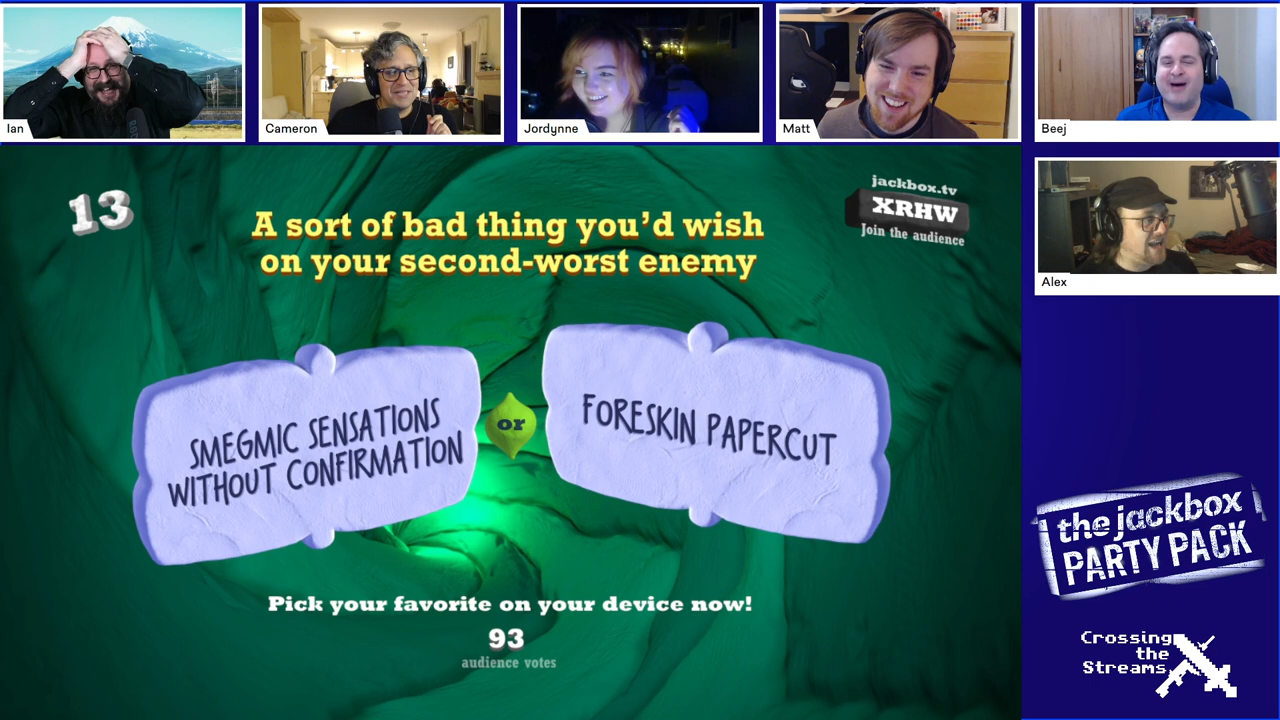 Ian
Cameron
Jordynne
Matt
Beej
Alex
13
jackbox.tv
XRHW
Join the audience
A sort of bad thing you’d wish
on your second-worst enemy
SMEGMIC SENSATIONS
WITHOUT CONFIRMATION
or
FORESKIN PAPERCUT
Pick your favorite on your device now!
93
audience votes
the jackbox
PARTY PACK
Crossing
the
Streams